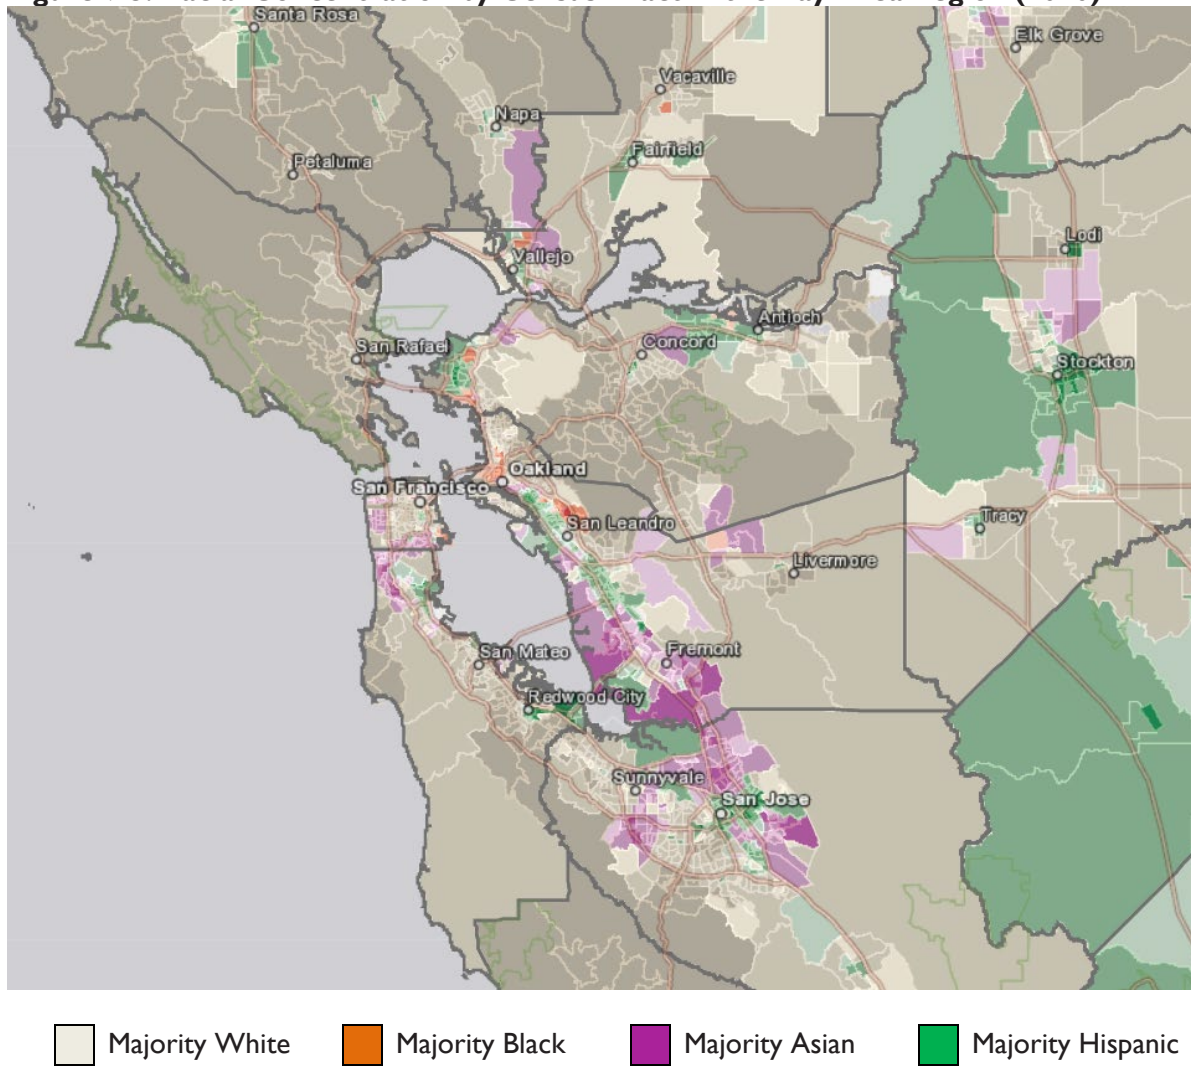 Santa Rosa
Elk Grove
Vacaville
Napa
Fairfield
Petaluma
Lodi
Vallejo
Antioch
San Rafael
Concord
Stockton
Oakland
San Francisco
San Leandro
Tracy
Livermore
San Mateo
Fremont
Redwood City
Sunnyvale
San Jose
Majority White
Majority Black
Majority Asian
Majority Hispanic